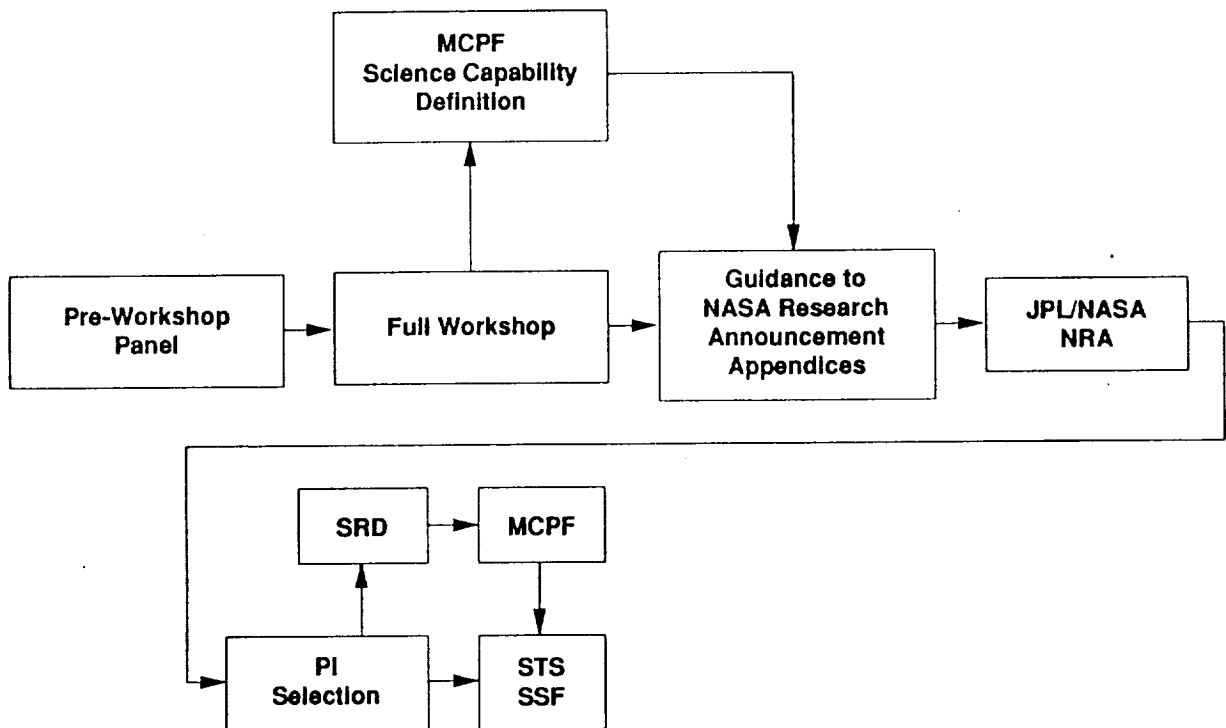 MCPF
Science Capability
Definition
Pre-Workshop
Panel
Full Workshop
Guidance to
NASA Research
Announcement
Appendices
JPL/NASA
NRA
SRD
MCPF
PI
Selection
STS
SSF